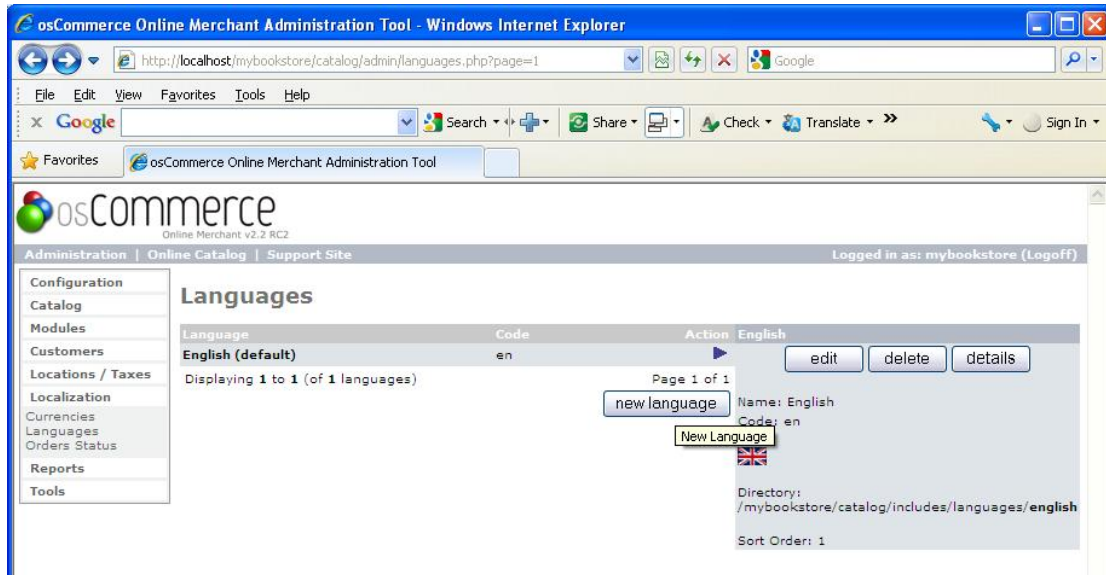 osCommerce Online Merchant Administration Tool - Windows Internet Explorer
http://localhost/mybookstore/catalog/admin/languages.php?page=1
Google
File Edit View Favorites Tools Help
x Google Search Share Check Translate » Sign In
Favorites osCommerce Online Merchant Administration Tool
osCommerce
Online Merchant v2.2 RC2
Administration | Online Catalog | Support Site Logged in as: mybookstore (Logoff)
Configuration
Catalog
Modules
Customers
Locations / Taxes
Localization
Currencies
Languages
Orders Status
Reports
Tools
Languages
Language Code Action
English (default) en
Displaying 1 to 1 (of 1 languages) Page 1 of 1
new language
New Language
English
edit delete details
Name: English
Code: en
Directory:
/mybookstore/catalog/includes/languages/english
Sort Order: 1